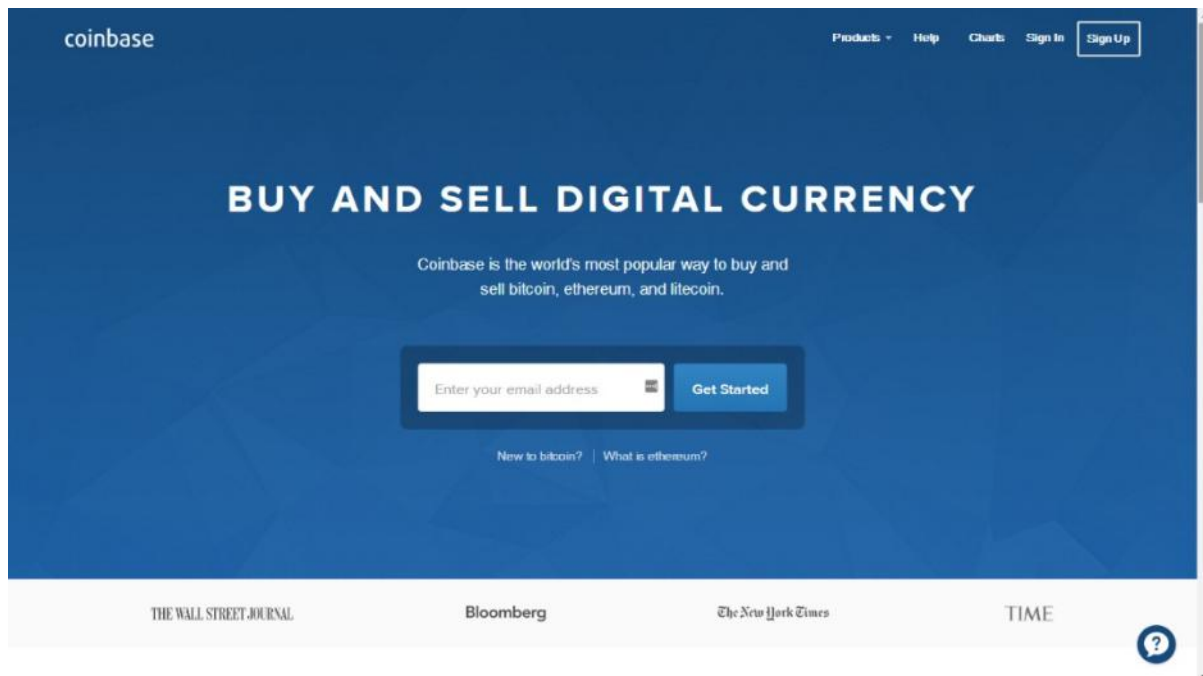 coinbase
Products Help Charts Sign In Sign Up
BUY AND SELL DIGITAL CURRENCY
Coinbase is the world's most popular way to buy and
sell bitcoin, ethereum, and litecoin.
Enter your email address Get Started
New to bitcoin? | What is ethereum?
THE WALL STREET JOURNAL. Bloomberg The New York Times TIME
?